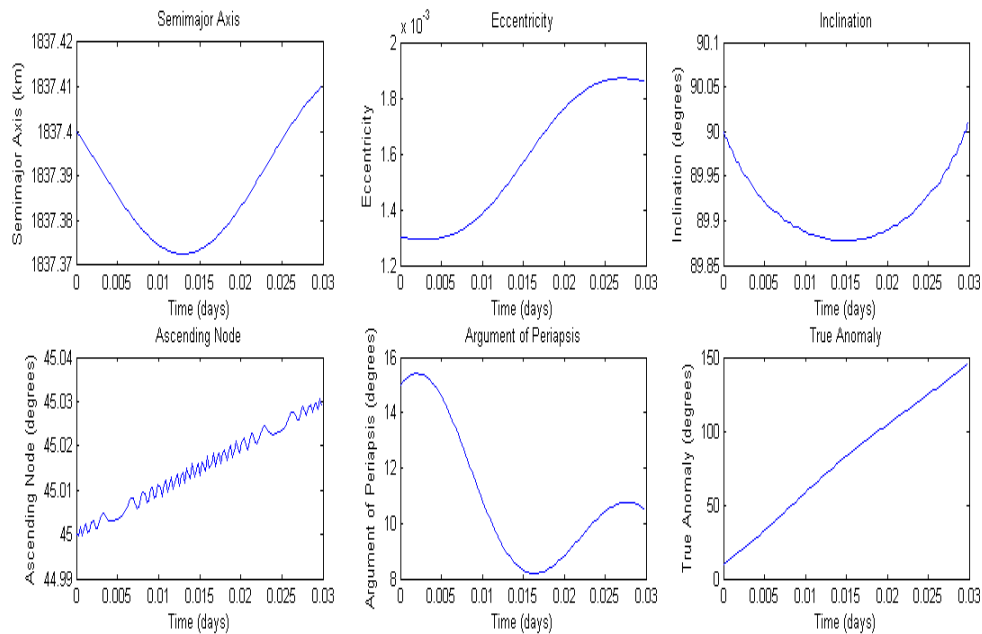 Semimajor Axis
1837.42
1837.41
1837.4
1837.39
1837.38
1837.37
Semimajor Axis (km)
0 0.005 0.01 0.015 0.02 0.025 0.03
Time (days)
Eccentricity
x 10^-3
2
1.8
1.6
1.4
1.2
Eccentricity
0 0.005 0.01 0.015 0.02 0.025 0.03
Time (days)
Inclination
90.1
90.05
90
89.95
89.9
89.85
Inclination (degrees)
0 0.005 0.01 0.015 0.02 0.025 0.03
Time (days)
Ascending Node
45.04
45.03
45.02
45.01
45
44.99
Ascending Node (degrees)
0 0.005 0.01 0.015 0.02 0.025 0.03
Time (days)
Argument of Periapsis
16
14
12
10
8
Argument of Periapsis (degrees)
0 0.005 0.01 0.015 0.02 0.025 0.03
Time (days)
True Anomaly
150
100
50
0
True Anomaly (degrees)
0 0.005 0.01 0.015 0.02 0.025 0.03
Time (days)